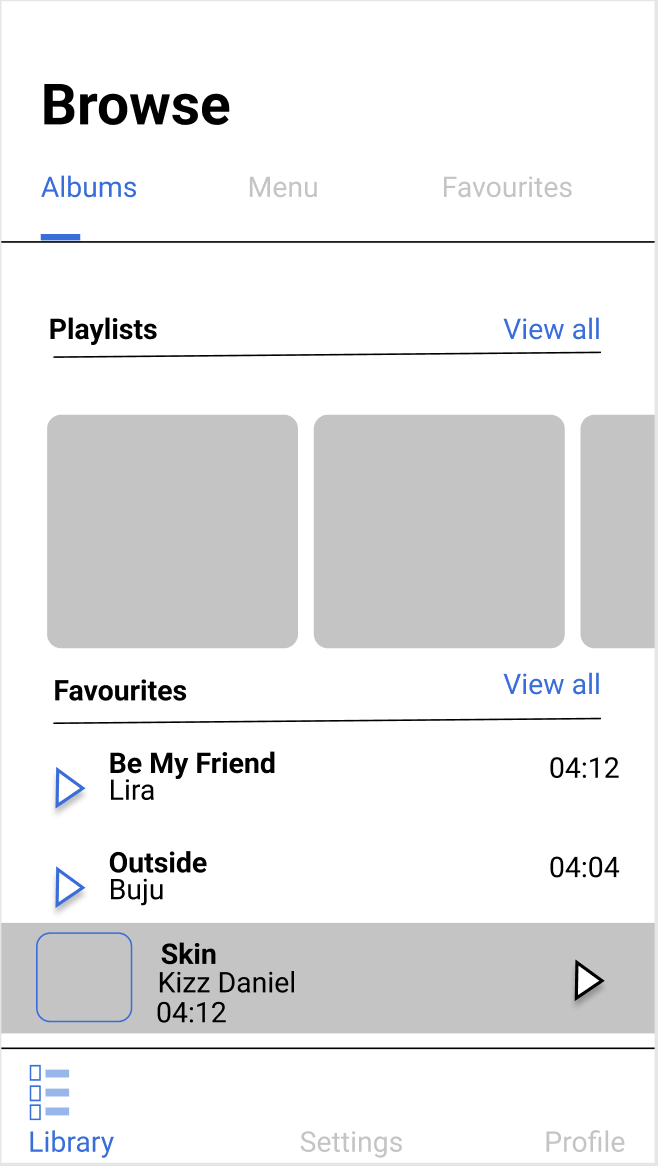 Browse
Albums Menu Favourites
Playlists View all
Favourites View all
Be My Friend 04:12
Lira
Outside 04:04
Buju
Skin
Kizz Daniel
04:12
Library Settings Profile